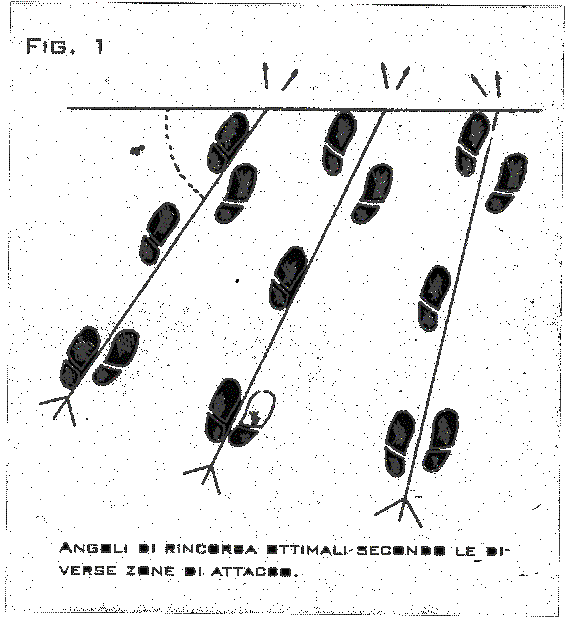 FIG. 1
ANGOLI DI RINCORSA OTTIMALI SECONDO LE DI-
VERSE ZONE DI ATTACCO.